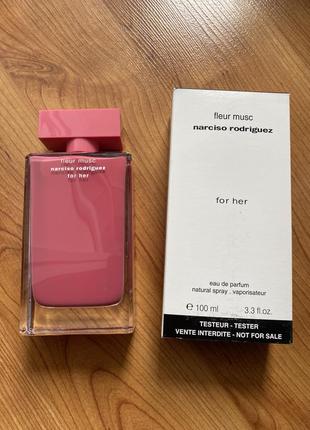 fleur musc
narciso rodriguez
for her
fleur musc
narciso rodriguez
for her
eau de parfum
natural spray . vaporisateur
e 100 ml 3.3 fl oz.
TESTEUR - TESTER
VENTE INTERDITE - NOT FOR SALE